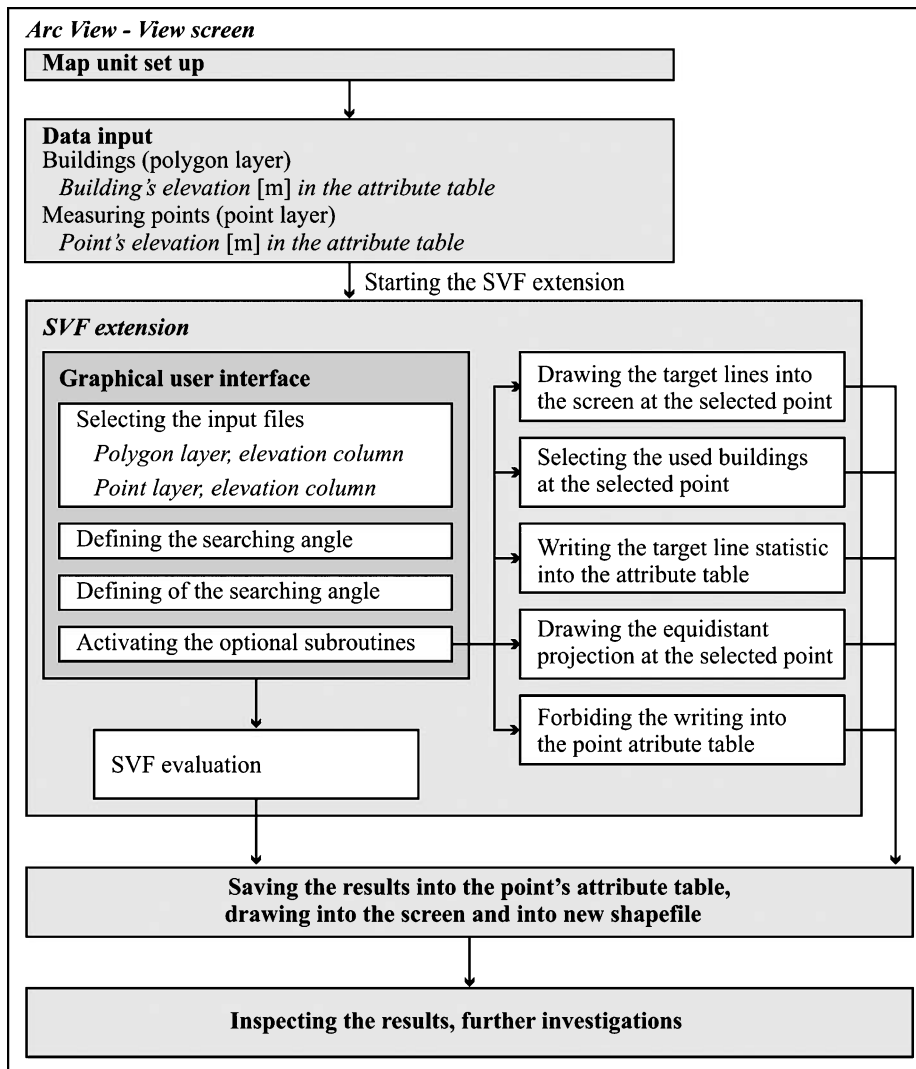 Arc View - View screen
Map unit set up
Data input
Buildings (polygon layer)
Building's elevation [m] in the attribute table
Measuring points (point layer)
Point's elevation [m] in the attribute table
Starting the SVF extension
SVF extension
Graphical user interface
Selecting the input files
Polygon layer, elevation column
Point layer, elevation column
Defining the searching angle
Defining of the searching angle
Activating the optional subroutines
Drawing the target lines into
the screen at the selected point
Selecting the used buildings
at the selected point
Writing the target line statistic
into the attribute table
Drawing the equidistant
projection at the selected point
Forbiding the writing into
the point atribute table
SVF evaluation
Saving the results into the point's attribute table,
drawing into the screen and into new shapefile
Inspecting the results, further investigations